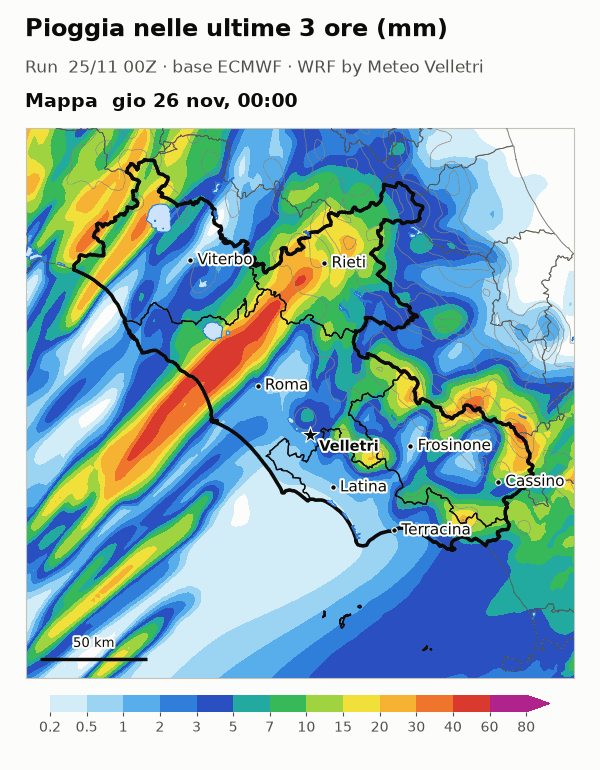 Pioggia nelle ultime 3 ore (mm)
Run  25/11 00Z · base ECMWF · WRF by Meteo Velletri
Mappa  gio 26 nov, 00:00
Viterbo
Rieti
Roma
Velletri
Frosinone
Latina
Cassino
Terracina
50 km
0.2 0.5 1 2 3 5 7 10 15 20 30 40 60 80